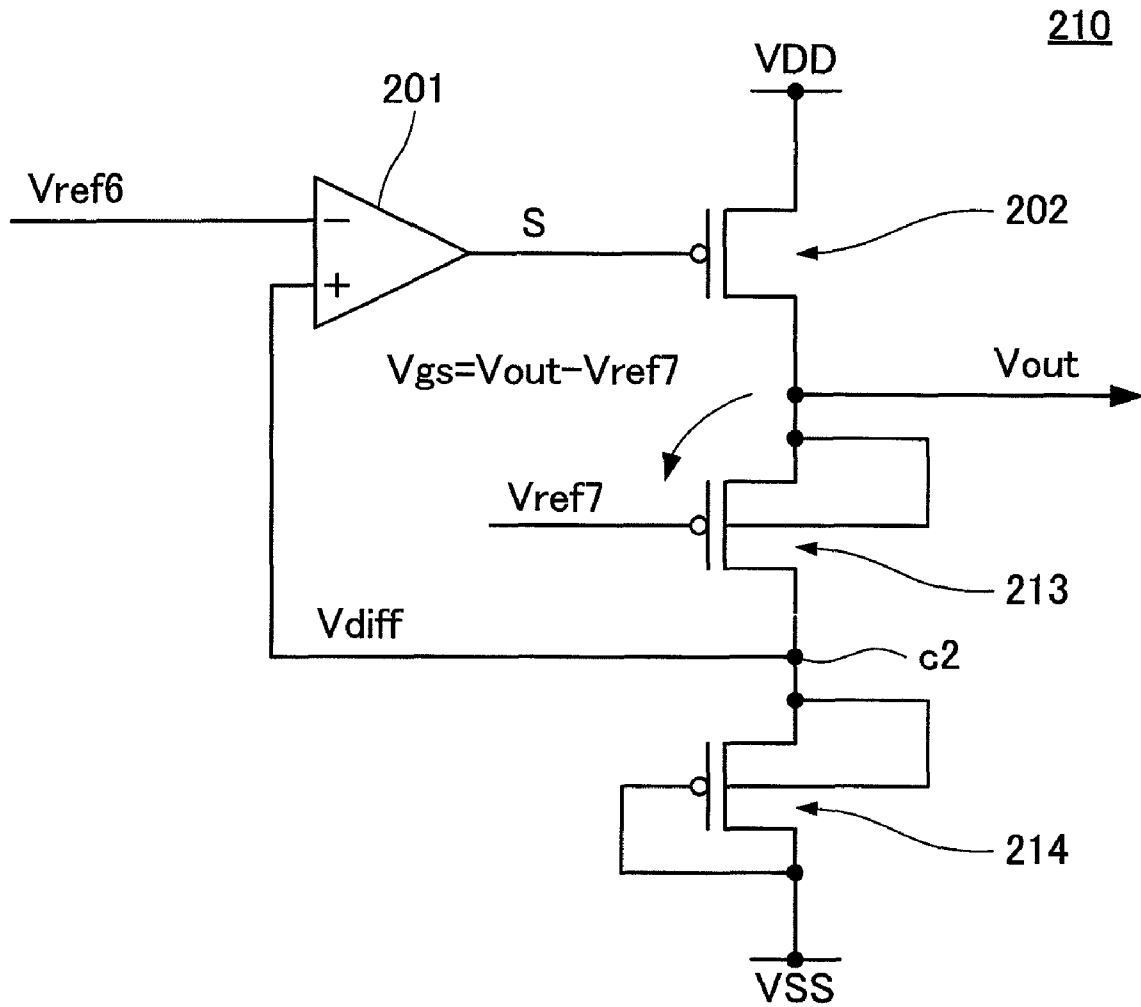 210
VDD
201
Vref6
−
S
202
+
Vgs=Vout−Vref7
Vout
Vref7
213
Vdiff
c2
214
VSS